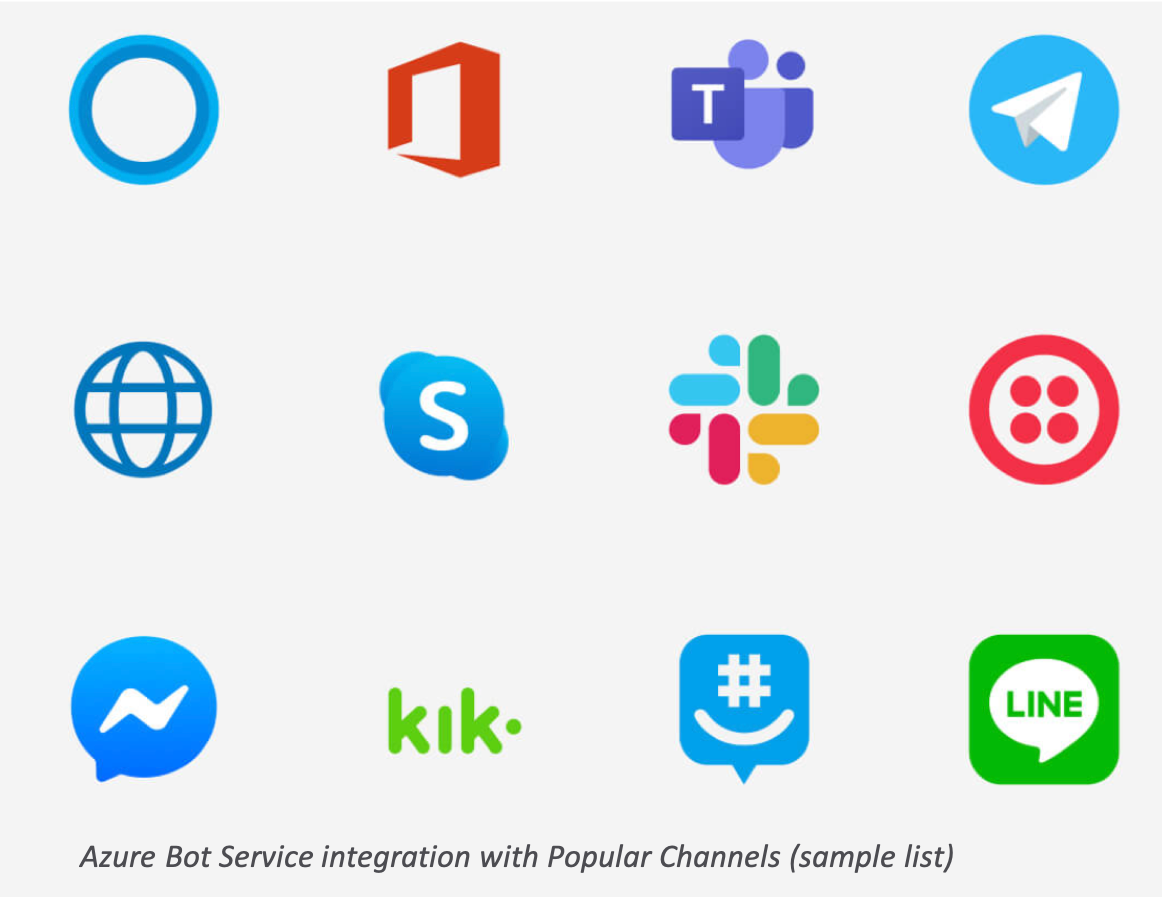 T
S
kik·
#
LINE
Azure Bot Service integration with Popular Channels (sample list)